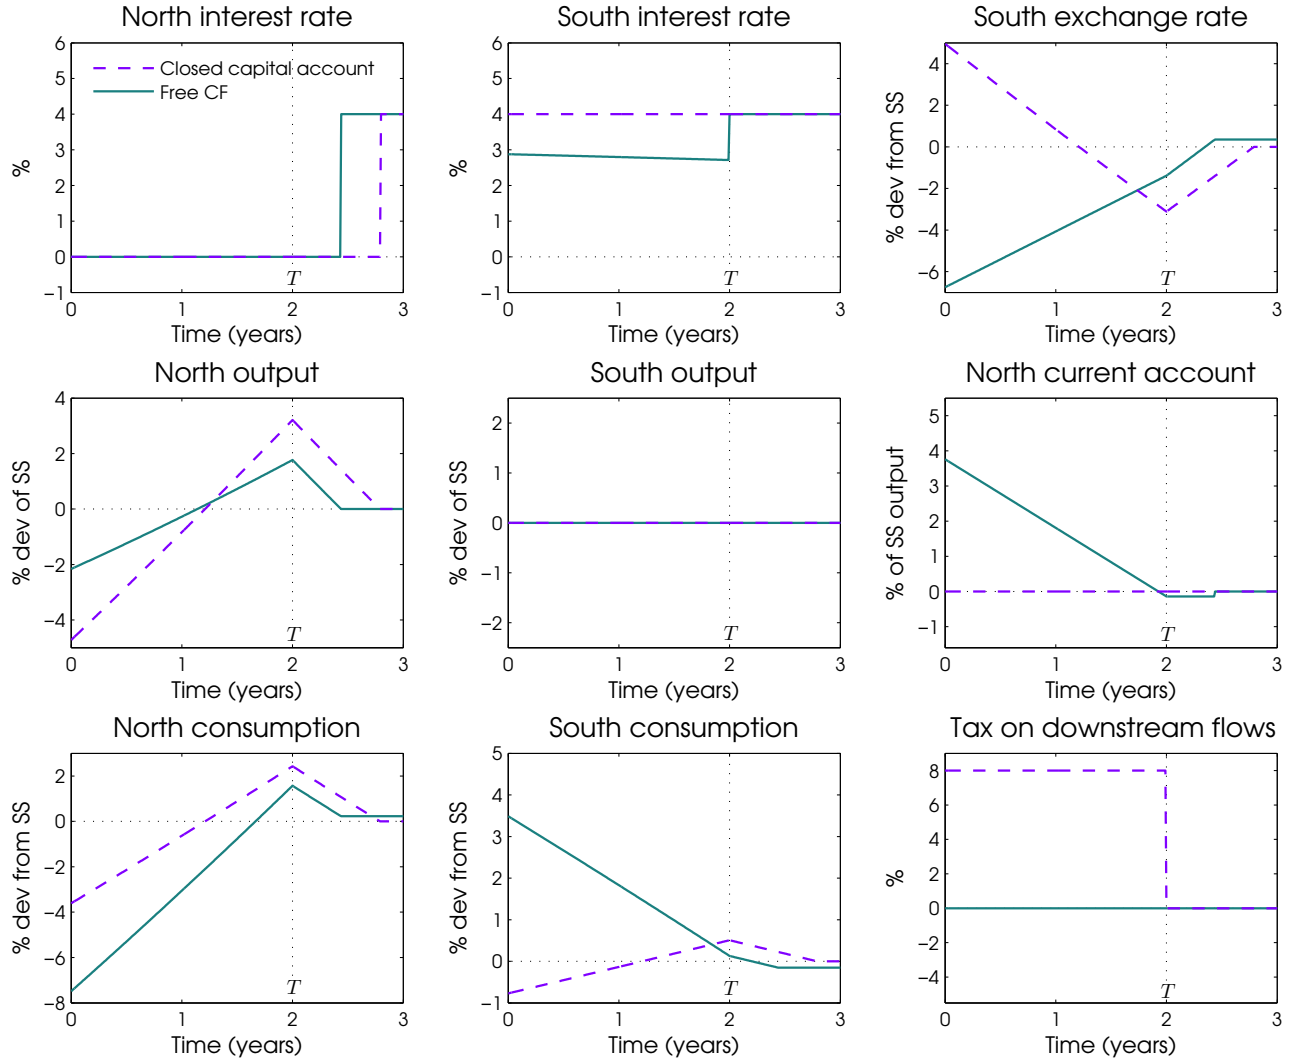 North interest rate
6
5
4
3
2
1
0
−1
%
Closed capital account
Free CF
T
0 1 2 3
Time (years)
South interest rate
6
5
4
3
2
1
0
−1
%
T
0 1 2 3
Time (years)
South exchange rate
4
2
0
−2
−4
−6
% dev from SS
T
0 1 2 3
Time (years)
North output
4
2
0
−2
−4
% dev of SS
T
0 1 2 3
Time (years)
South output
2
1
0
−1
−2
% dev of SS
T
0 1 2 3
Time (years)
North current account
5
4
3
2
1
0
−1
% of SS output
T
0 1 2 3
Time (years)
North consumption
2
0
−2
−4
−6
−8
% dev from SS
T
0 1 2 3
Time (years)
South consumption
5
4
3
2
1
0
−1
% dev from SS
T
0 1 2 3
Time (years)
Tax on downstream flows
8
6
4
2
0
−2
−4
%
T
0 1 2 3
Time (years)